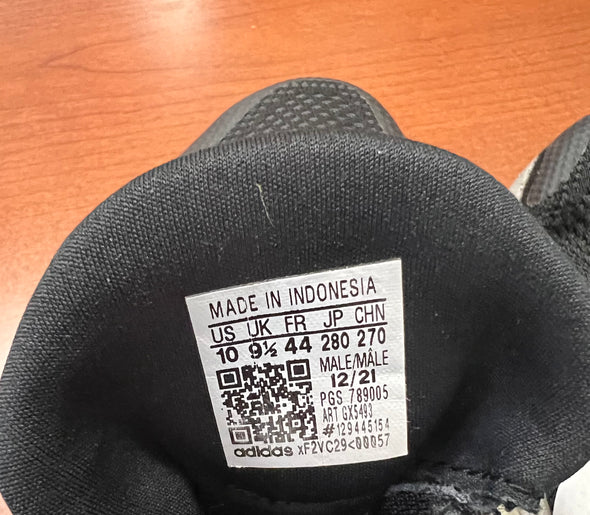 MADE IN INDONESIA
US UK FR JP CHN
10 9½ 44 280 270
MALE/MÂLE
12/21
PGS 789005
ART GX5493
#129445154
adidas xF2VC29<00057